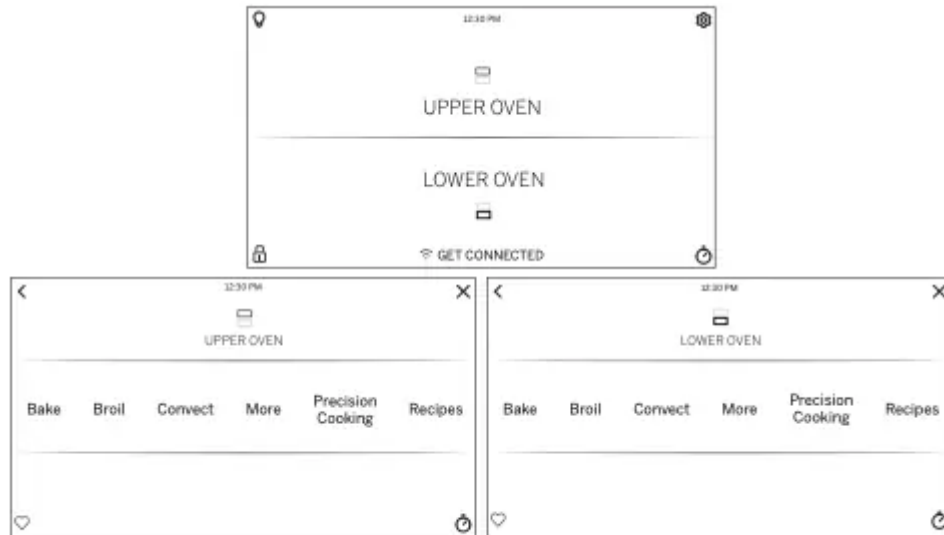 12:30 PM
UPPER OVEN
LOWER OVEN
GET CONNECTED
12:30 PM
UPPER OVEN
Bake Broil Convect More Precision Cooking Recipes
12:30 PM
LOWER OVEN
Bake Broil Convect More Precision Cooking Recipes